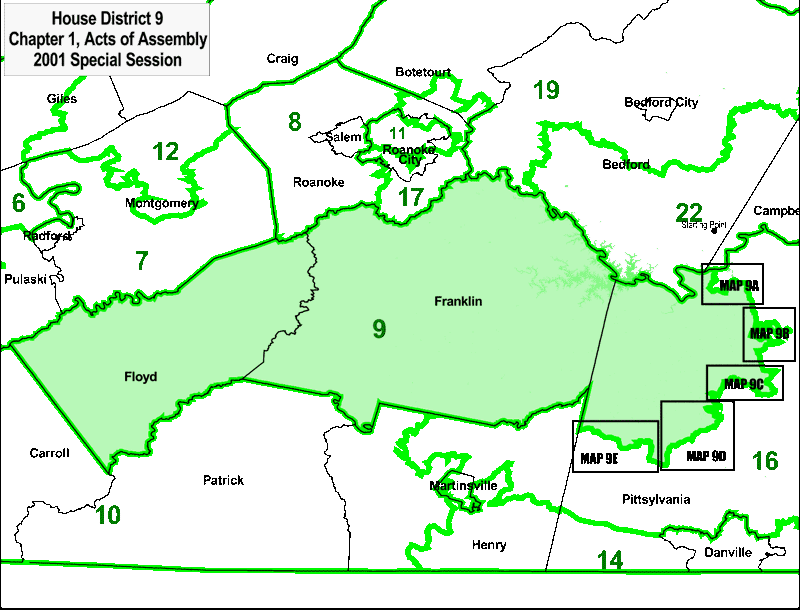 House District 9
Chapter 1, Acts of Assembly
2001 Special Session
Craig
Botetourt
Giles
19
Bedford City
8
11
Salem
Roanoke
City
12
Bedford
Roanoke
17
6
Montgomery
22
Campbe
Starting Point
Radford
7
Pulaski
MAP 9A
Franklin
9
MAP 9B
Floyd
MAP 9C
Carroll
MAP 9E
MAP 9D
16
Patrick
Martinsville
Pittsylvania
10
Henry
14
Danville